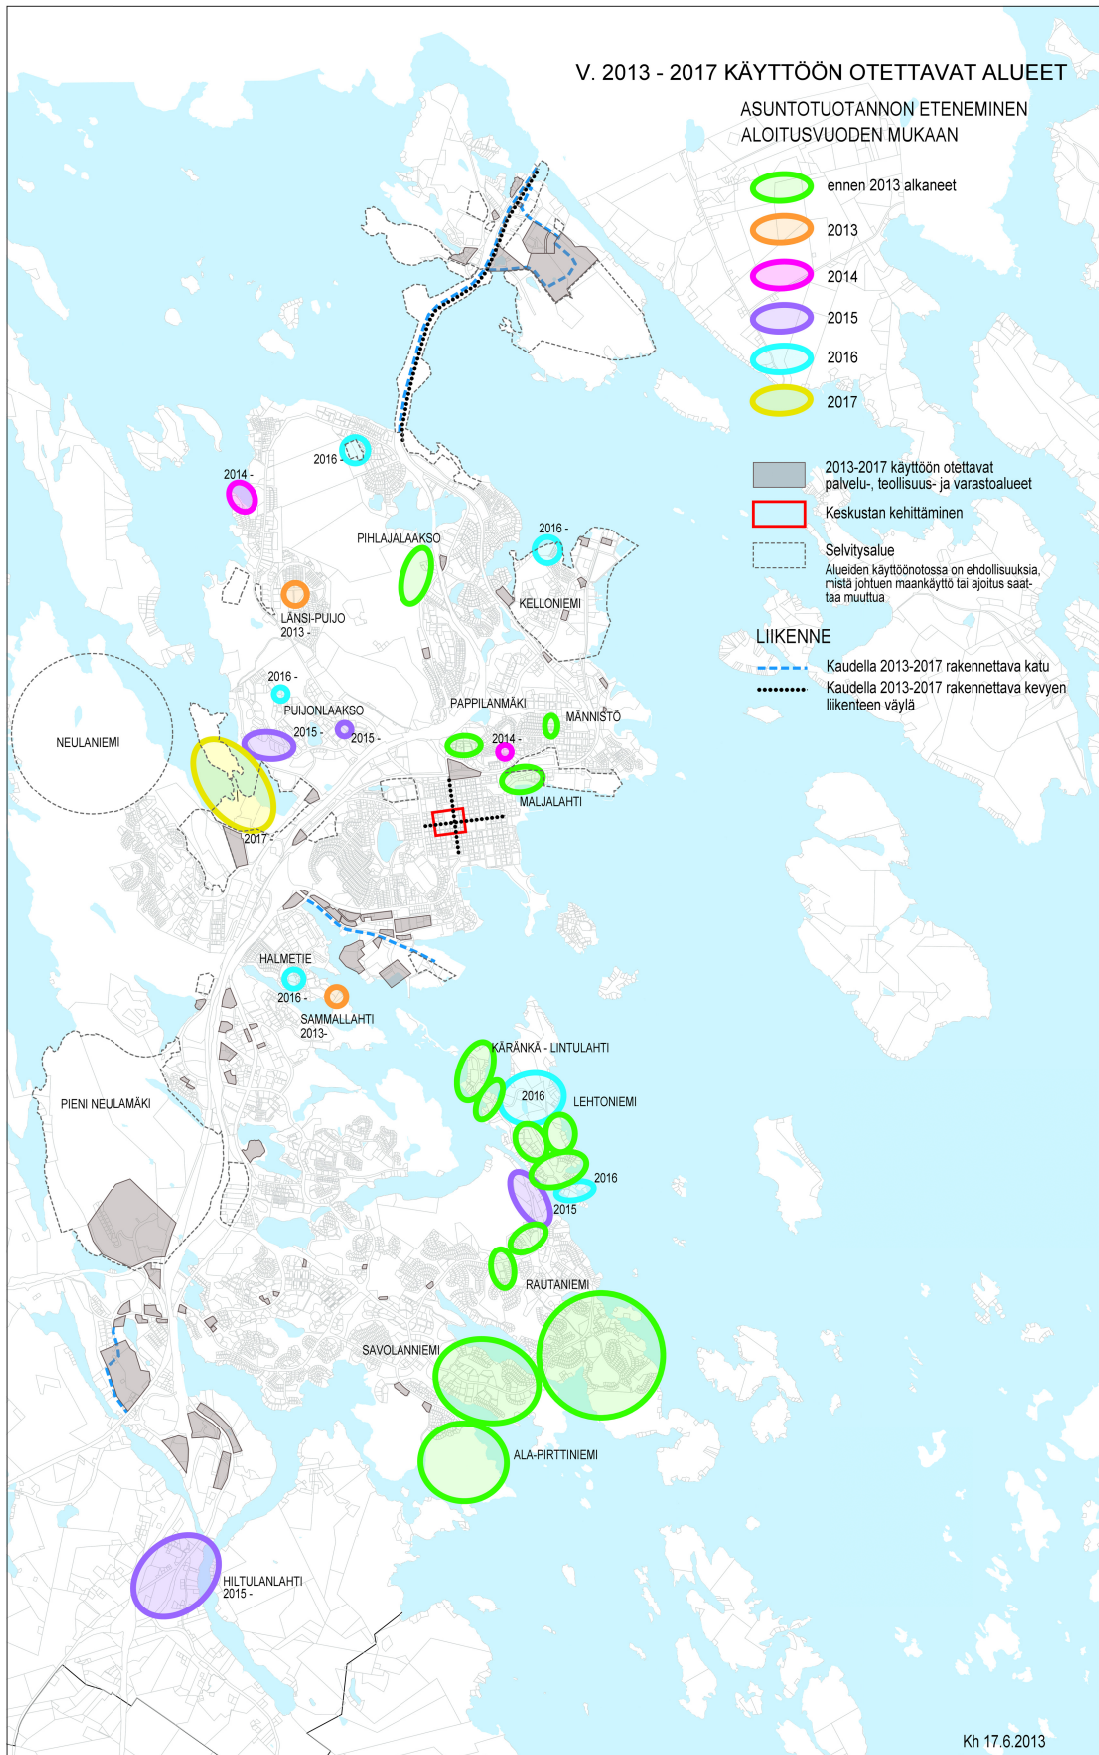 V. 2013 - 2017 KÄYTTÖÖN OTETTAVAT ALUEET
ASUNTOTUOTANNON ETENEMINEN
ALOITUSVUODEN MUKAAN
ennen 2013 alkaneet
2013
2014
2015
2016
2017
2013-2017 käyttöön otettavat
palvelu-, teollisuus- ja varastoalueet
Keskustan kehittäminen
Selvitysalue
Alueiden käyttöönotossa on ehdollisuuksia,
mistä johtuen maankäyttö tai ajoitus saat-
taa muuttua
LIIKENNE
Kaudella 2013-2017 rakennettava katu
Kaudella 2013-2017 rakennettava kevyen
liikenteen väylä
2016 -
2014 -
PIHLAJALAAKSO
2016 -
KELLONIEMI
LÄNSI-PUIJO
2013 -
2016 -
PUIJONLAAKSO
2015 -
2015 -
PAPPILANMÄKI
MÄNNISTÖ
2014 -
NEULANIEMI
MALJALAHTI
2017 -
HALMETIE
2016 -
SAMMALLAHTI
2013-
KÄRÄNKÄ - LINTULAHTI
2016
LEHTONIEMI
PIENI NEULAMÄKI
2016
2015
RAUTANIEMI
SAVOLANNIEMI
ALA-PIRTTINIEMI
HILTULANLAHTI
2015 -
Kh 17.6.2013